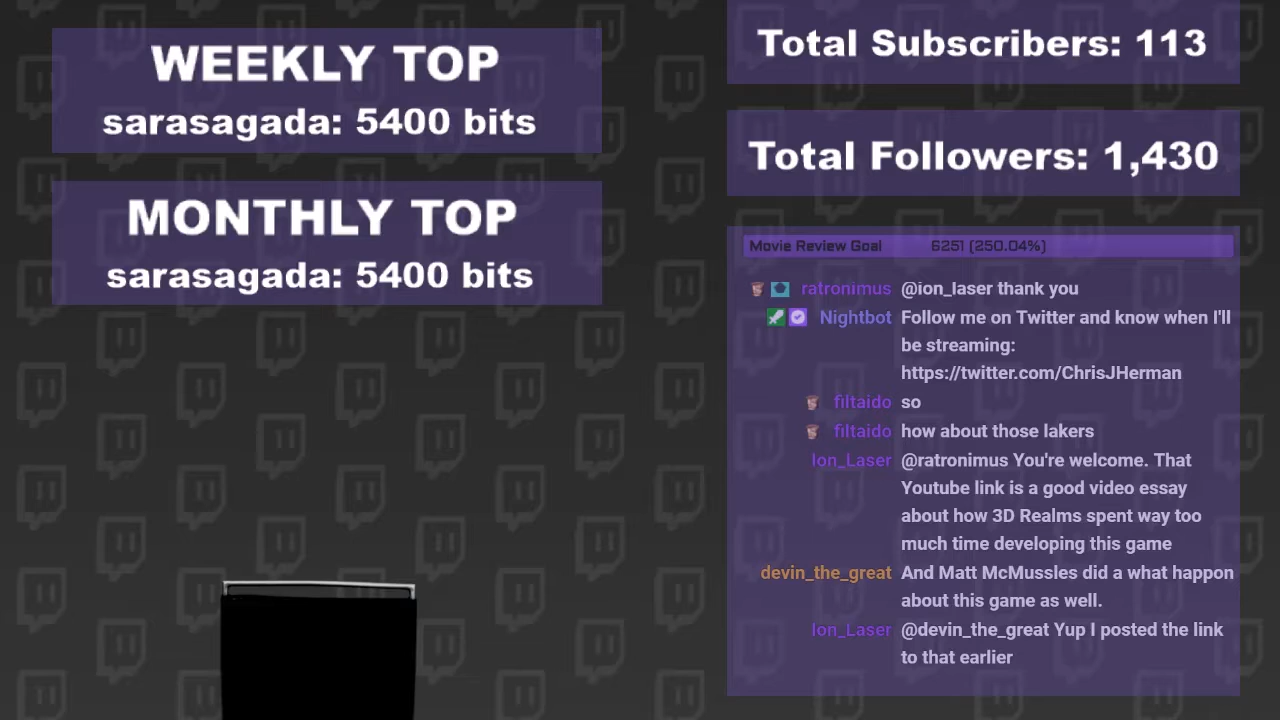 WEEKLY TOP
sarasagada: 5400 bits
MONTHLY TOP
sarasagada: 5400 bits
Total Subscribers: 113
Total Followers: 1,430
Movie Review Goal 6251 (250.04%)
ratronimus @ion_laser thank you
Nightbot Follow me on Twitter and know when I'll
be streaming:
https://twitter.com/ChrisJHerman
filtaido so
filtaido how about those lakers
Ion_Laser @ratronimus You're welcome. That
Youtube link is a good video essay
about how 3D Realms spent way too
much time developing this game
devin_the_great And Matt McMussles did a what happon
about this game as well.
Ion_Laser @devin_the_great Yup I posted the link
to that earlier